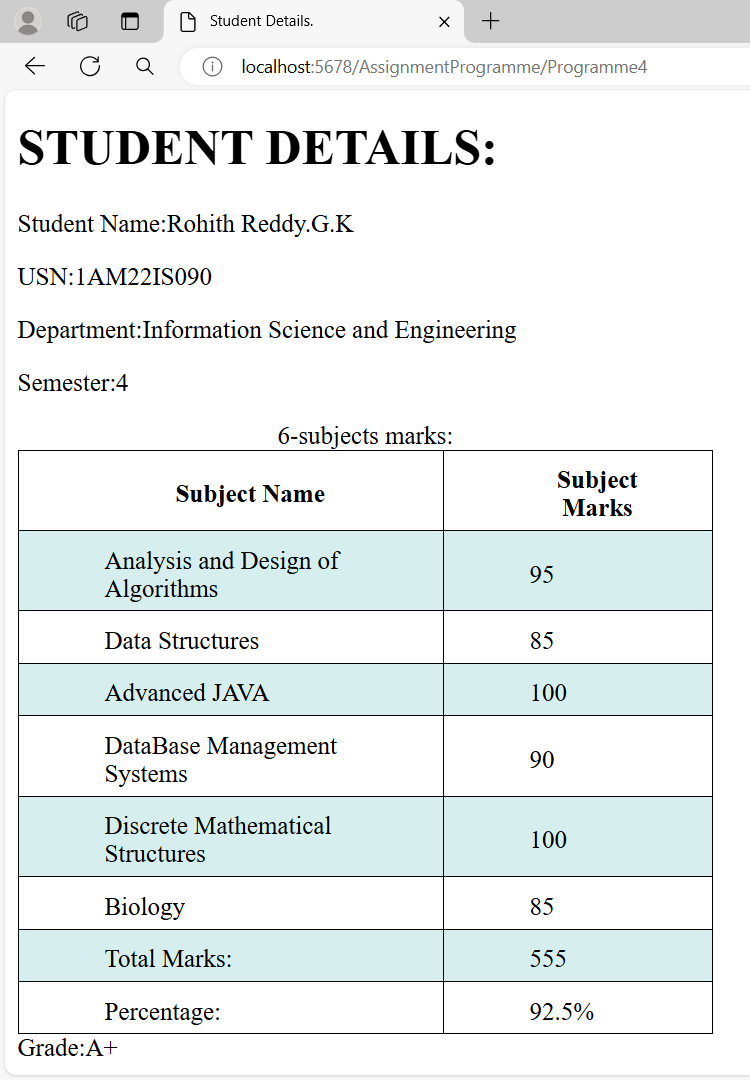 Student Details.
localhost:5678/AssignmentProgramme/Programme4
STUDENT DETAILS:
Student Name:Rohith Reddy.G.K
USN:1AM22IS090
Department:Information Science and Engineering
Semester:4
6-subjects marks:
Subject Name
Subject
Marks
Analysis and Design of
Algorithms
95
Data Structures
85
Advanced JAVA
100
DataBase Management
Systems
90
Discrete Mathematical
Structures
100
Biology
85
Total Marks:
555
Percentage:
92.5%
Grade:A+